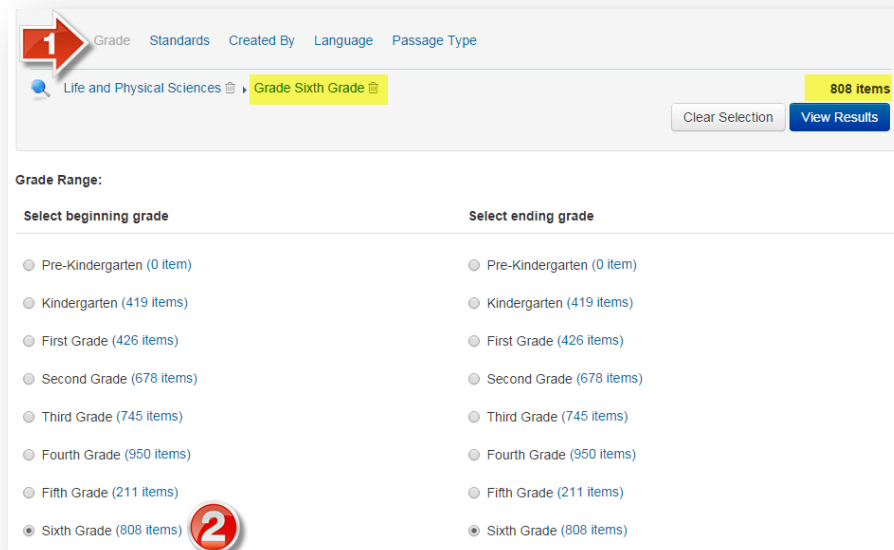 1 Grade Standards Created By Language Passage Type
Life and Physical Sciences Grade Sixth Grade 808 items
Clear Selection View Results
Grade Range:
Select beginning grade Select ending grade
Pre-Kindergarten (0 item) Pre-Kindergarten (0 item)
Kindergarten (419 items) Kindergarten (419 items)
First Grade (426 items) First Grade (426 items)
Second Grade (678 items) Second Grade (678 items)
Third Grade (745 items) Third Grade (745 items)
Fourth Grade (950 items) Fourth Grade (950 items)
Fifth Grade (211 items) Fifth Grade (211 items)
Sixth Grade (808 items) 2 Sixth Grade (808 items)